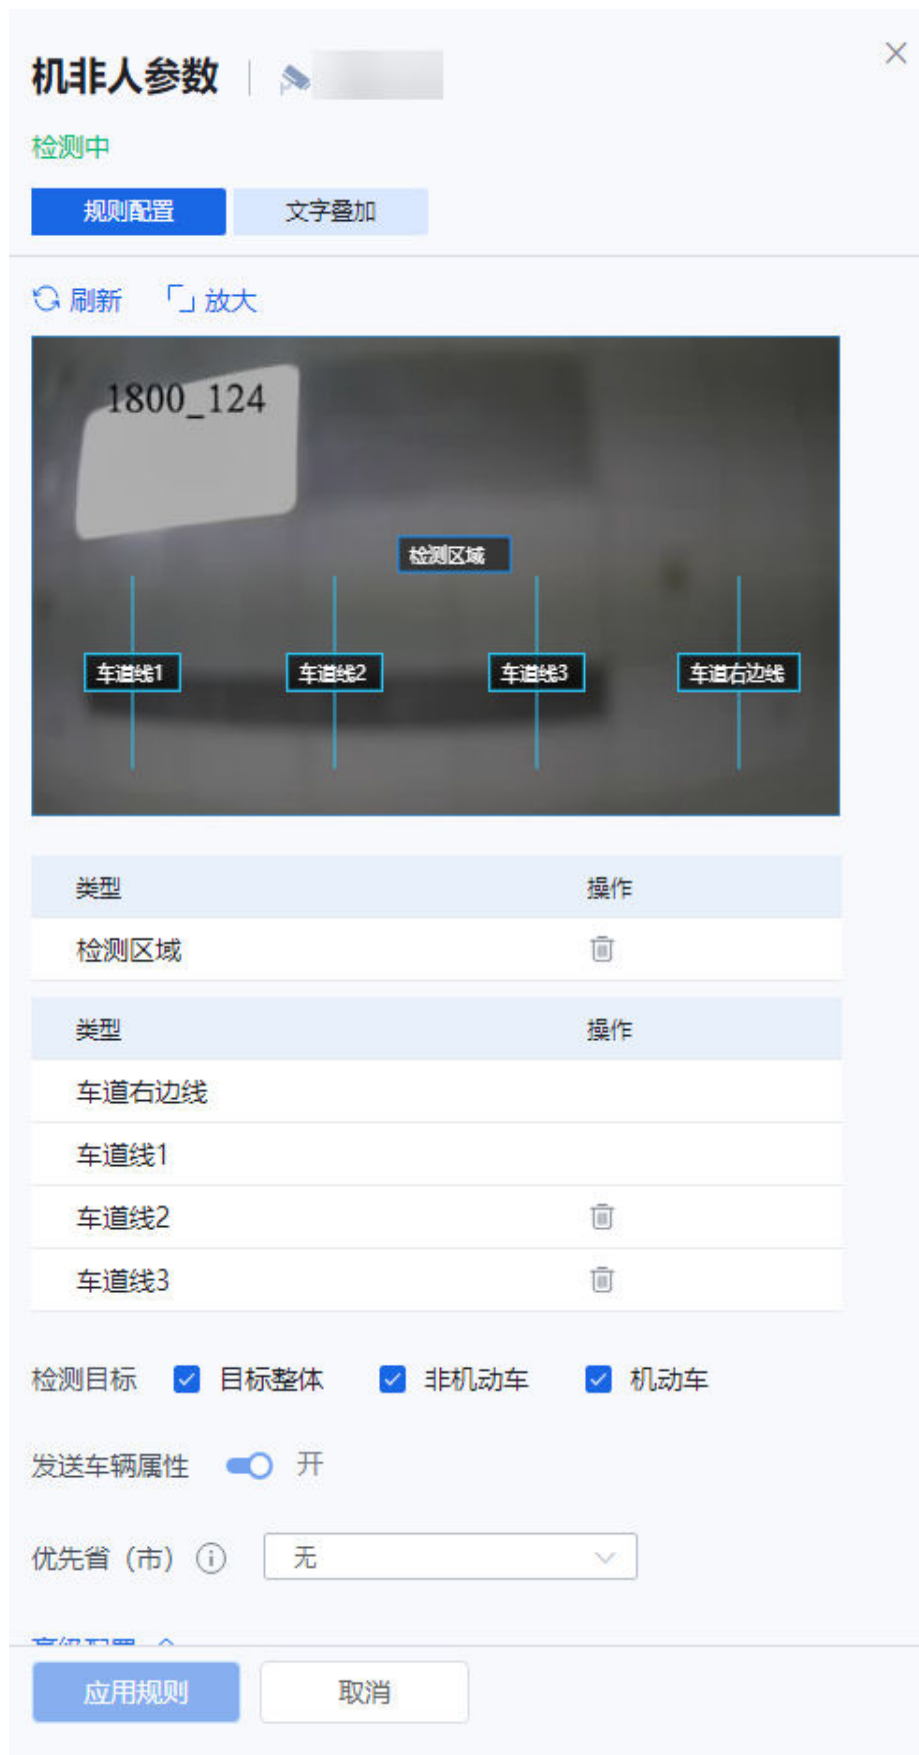 机非人参数
检测中
规则配置 文字叠加
刷新 放大
1800_124
检测区域
车道线1 车道线2 车道线3 车道右边线
类型 操作
检测区域
类型 操作
车道右边线
车道线1
车道线2
车道线3
检测目标 目标整体 非机动车 机动车
发送车辆属性 开
优先省（市） 无
高级配置
应用规则 取消